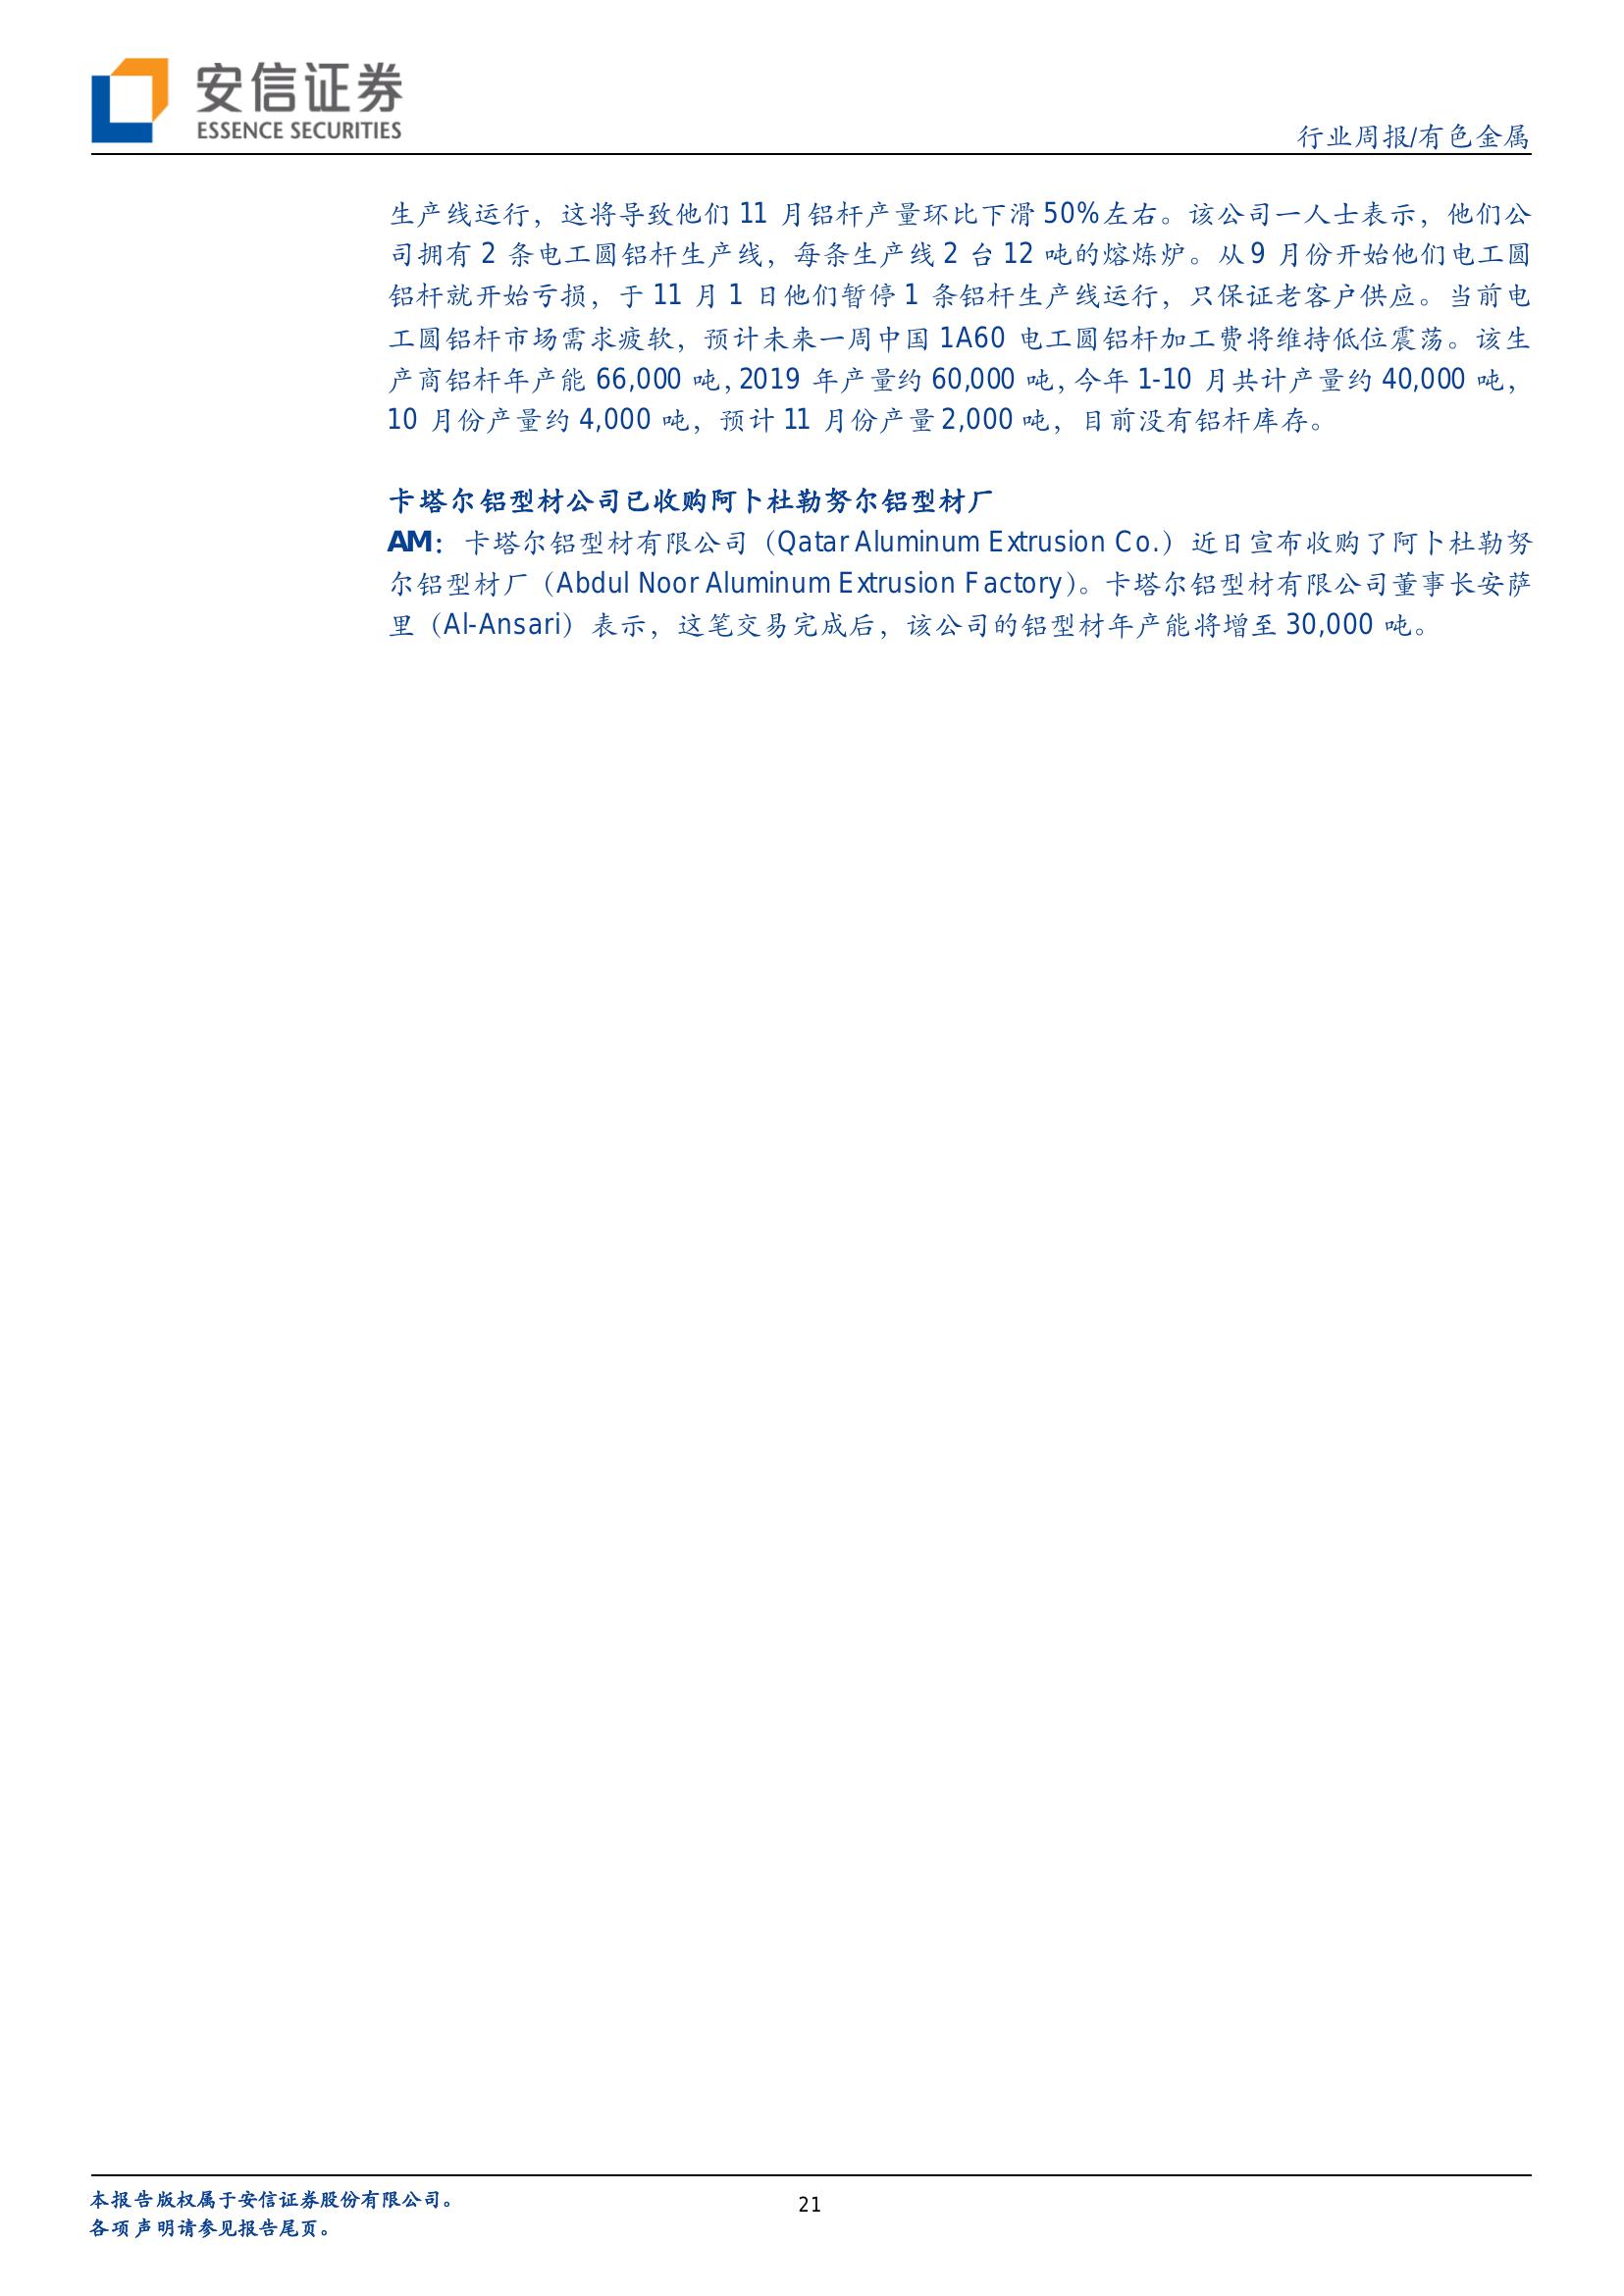 安信证券
ESSENCE SECURITIES
行业周报/有色金属
生产线运行，这将导致他们 11 月铝杆产量环比下滑 50%左右。该公司一人士表示，他们公
司拥有 2 条电工圆铝杆生产线，每条生产线 2 台 12 吨的熔炼炉。从 9 月份开始他们电工圆
铝杆就开始亏损，于 11 月 1 日他们暂停 1 条铝杆生产线运行，只保证老客户供应。当前电
工圆铝杆市场需求疲软，预计未来一周中国 1A60 电工圆铝杆加工费将维持低位震荡。该生
产商铝杆年产能 66,000 吨，2019 年产量约 60,000 吨，今年 1-10 月共计产量约 40,000 吨，
10 月份产量约 4,000 吨，预计 11 月份产量 2,000 吨，目前没有铝杆库存。
卡塔尔铝型材公司已收购阿卜杜勒努尔铝型材厂
AM：卡塔尔铝型材有限公司（Qatar Aluminum Extrusion Co.）近日宣布收购了阿卜杜勒努
尔铝型材厂（Abdul Noor Aluminum Extrusion Factory）。卡塔尔铝型材有限公司董事长安萨
里（Al-Ansari）表示，这笔交易完成后，该公司的铝型材年产能将增至 30,000 吨。
本报告版权属于安信证券股份有限公司。
各项声明请参见报告尾页。
21